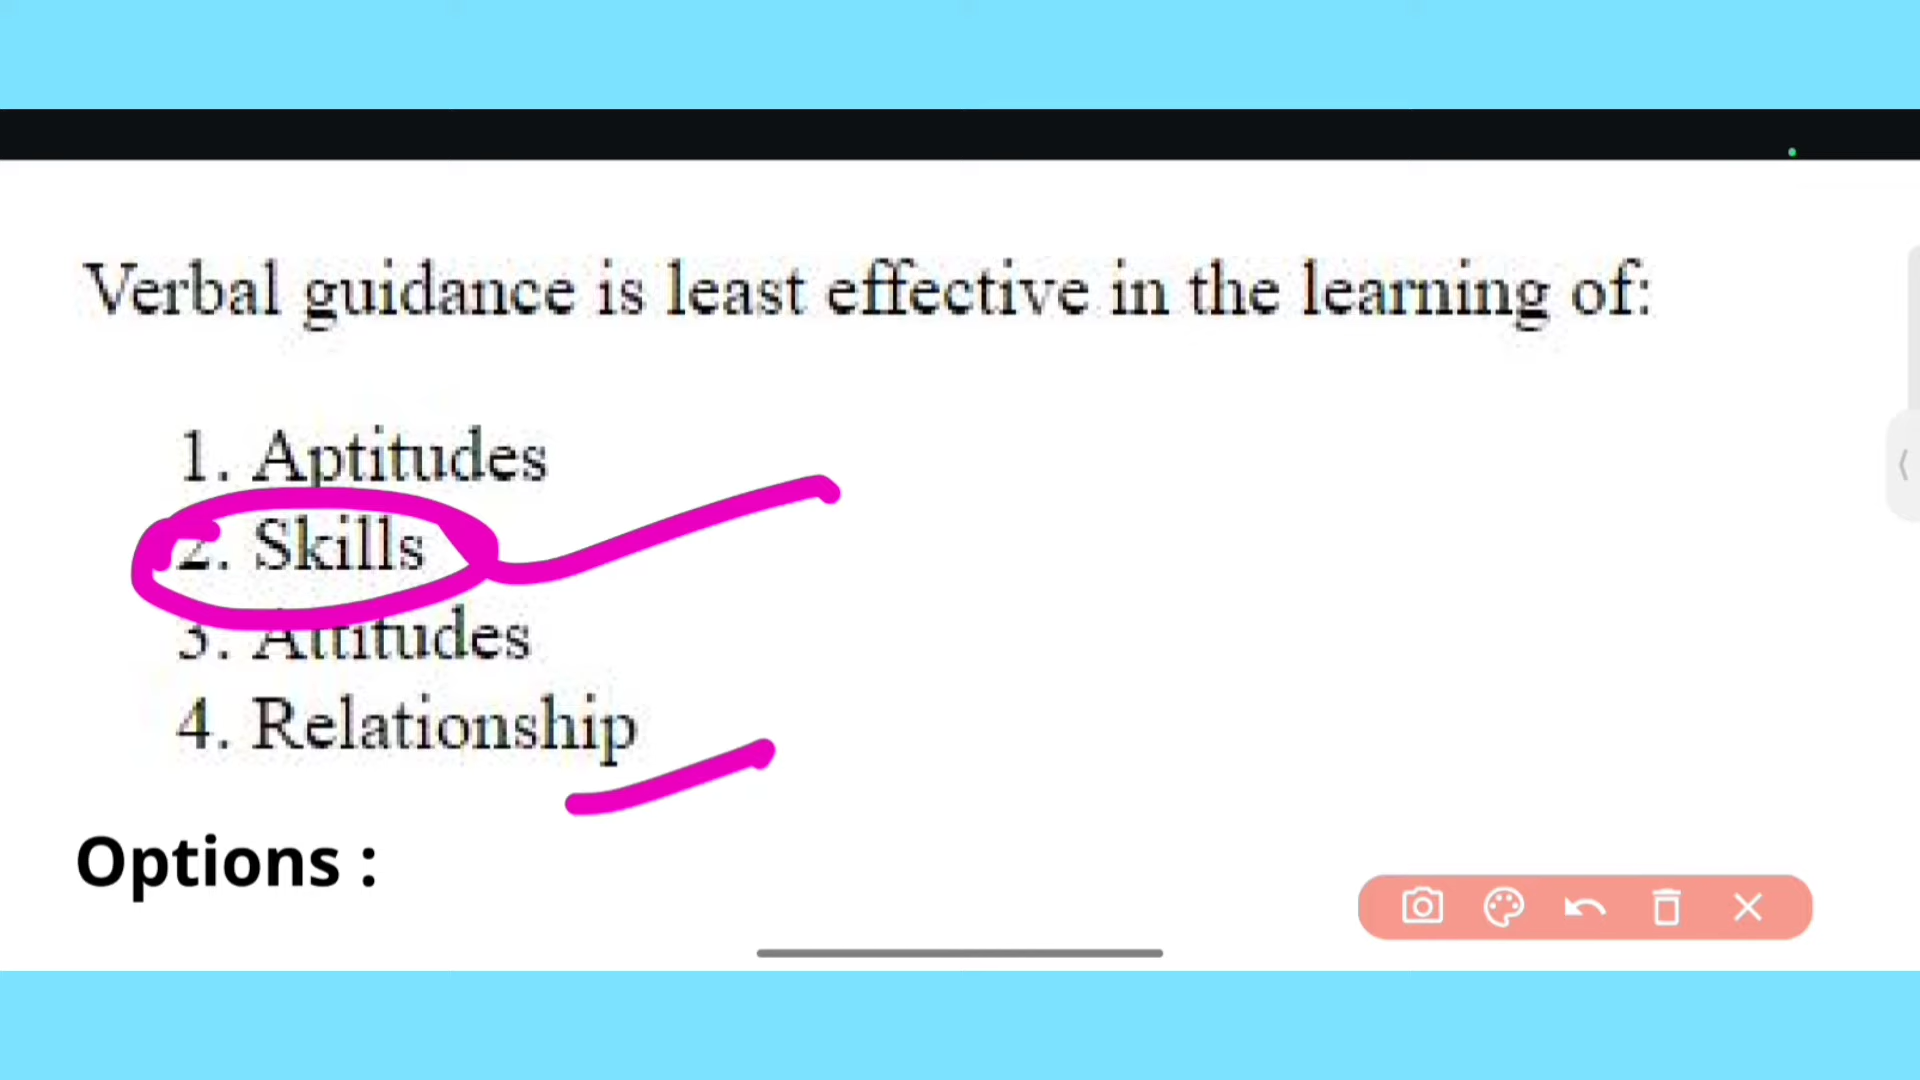 Verbal guidance is least effective in the learning of:
1. Aptitudes
2. Skills
3. Attitudes
4. Relationship
Options :